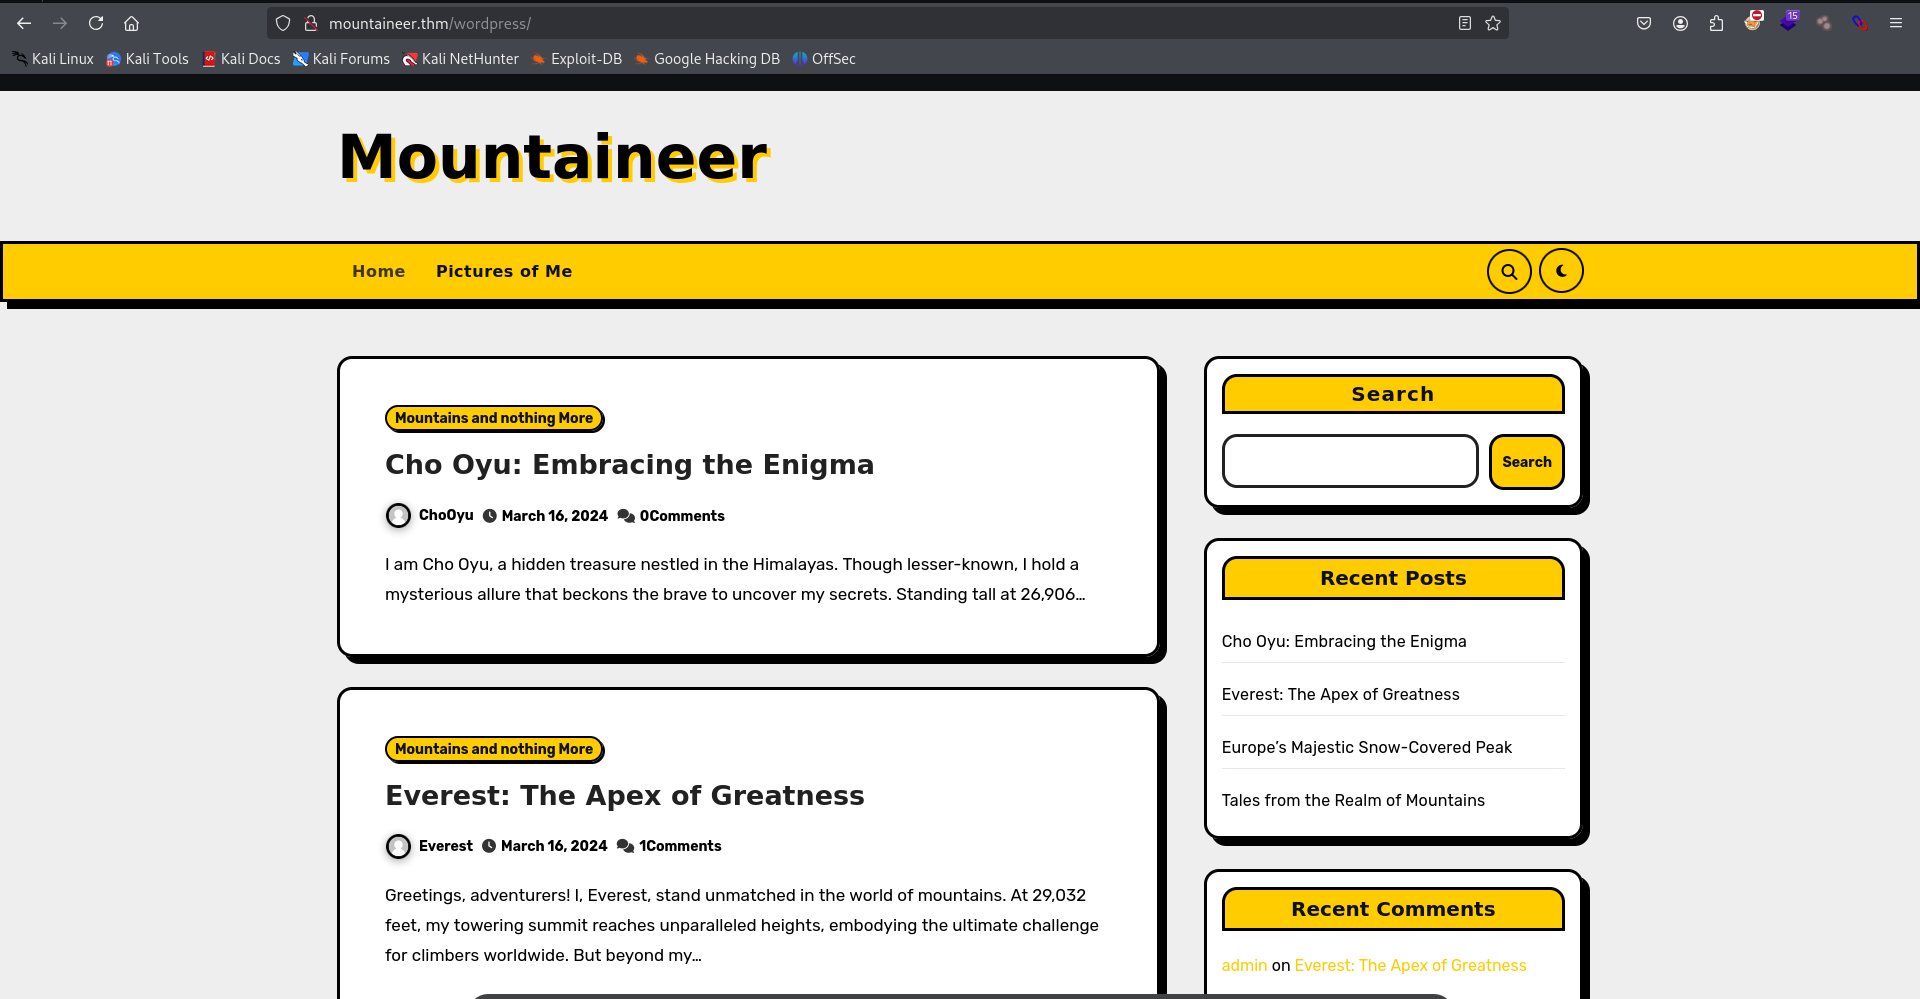 mountaineer.thm/wordpress/
15
Kali Linux Kali Tools Kali Docs Kali Forums Kali NetHunter Exploit-DB Google Hacking DB OffSec
Mountaineer
Home Pictures of Me
Mountains and nothing More
Cho Oyu: Embracing the Enigma
ChoOyu March 16, 2024 0Comments
I am Cho Oyu, a hidden treasure nestled in the Himalayas. Though lesser-known, I hold a
mysterious allure that beckons the brave to uncover my secrets. Standing tall at 26,906…
Mountains and nothing More
Everest: The Apex of Greatness
Everest March 16, 2024 1Comments
Greetings, adventurers! I, Everest, stand unmatched in the world of mountains. At 29,032
feet, my towering summit reaches unparalleled heights, embodying the ultimate challenge
for climbers worldwide. But beyond my…
Search
Search
Recent Posts
Cho Oyu: Embracing the Enigma
Everest: The Apex of Greatness
Europe’s Majestic Snow-Covered Peak
Tales from the Realm of Mountains
Recent Comments
admin on Everest: The Apex of Greatness